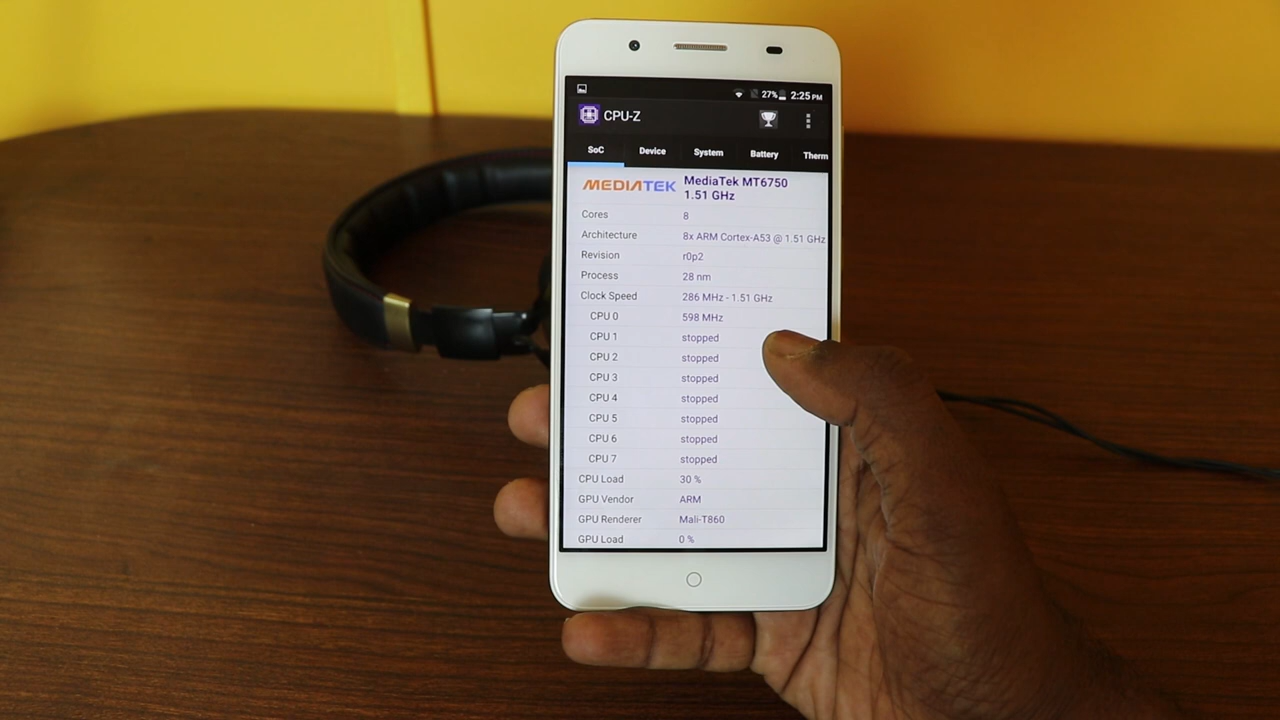 27% 2:25 PM
CPU-Z
SoC Device System Battery Therm
MEDIATEK MediaTek MT6750
1.51 GHz
Cores 8
Architecture 8x ARM Cortex-A53 @ 1.51 GHz
Revision r0p2
Process 28 nm
Clock Speed 286 MHz - 1.51 GHz
CPU 0 598 MHz
CPU 1 stopped
CPU 2 stopped
CPU 3 stopped
CPU 4 stopped
CPU 5 stopped
CPU 6 stopped
CPU 7 stopped
CPU Load 30 %
GPU Vendor ARM
GPU Renderer Mali-T860
GPU Load 0 %